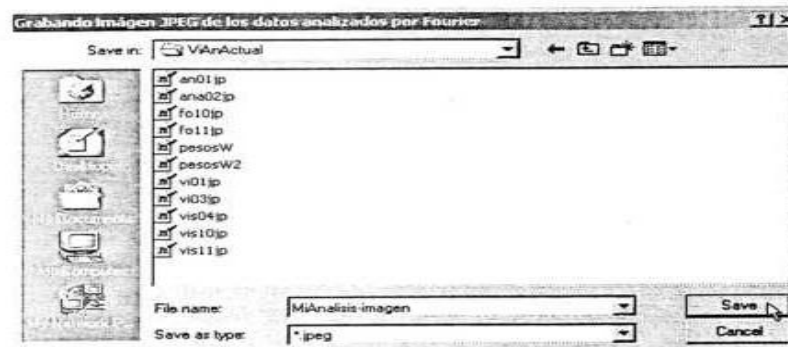 Grabando Imágen JPEG de los datos analizados por Fourier
Save in: ViAnActual
an01jp
ana02jp
fo10jp
fo11jp
pesosW
pesosW2
vi01jp
vi03jp
vis04jp
vis10jp
vis11jp
File name: MiAnalisis-imagen Save
Save as type: *.jpeg Cancel